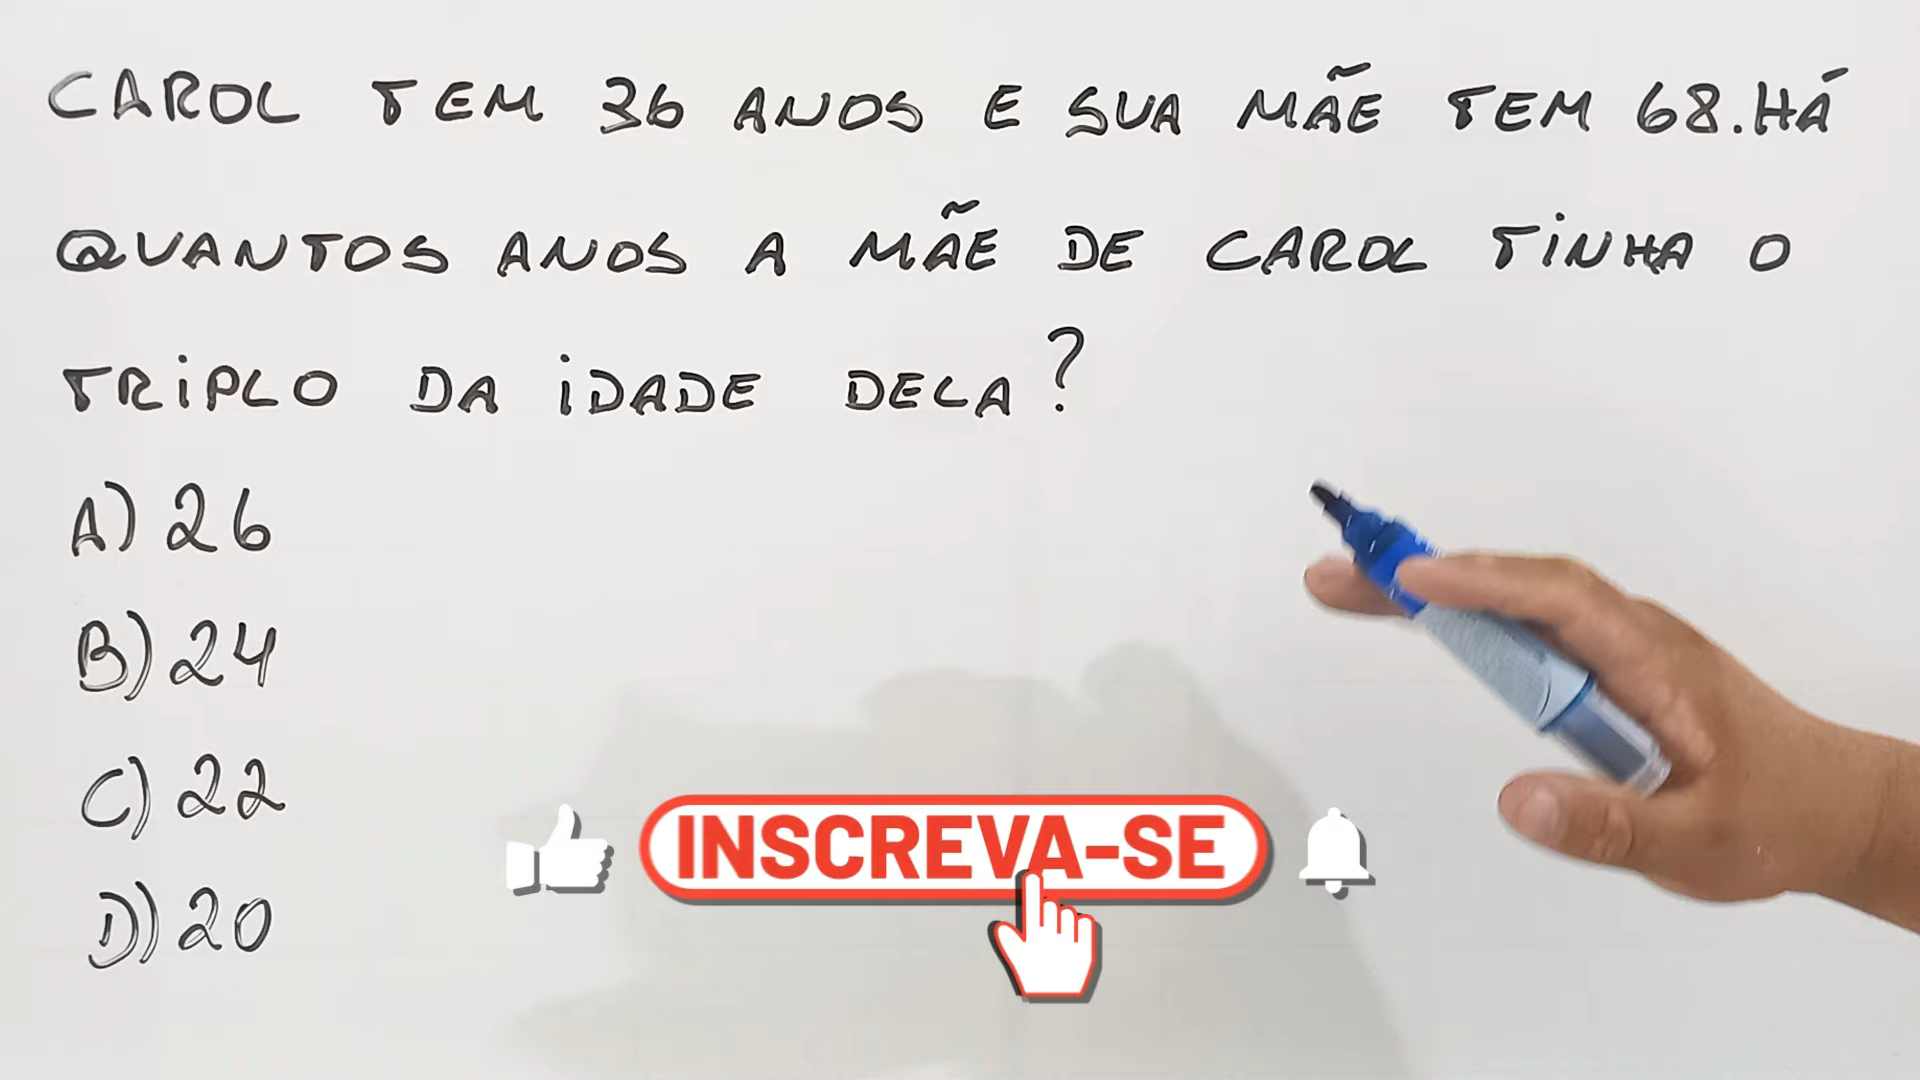 CAROL TEM 36 ANOS E SUA MÃE TEM 68. HÁ
QUANTOS ANOS A MÃE DE CAROL TINHA O
TRIPLO DA IDADE DELA?
A) 26
B) 24
C) 22
D) 20
INSCREVA-SE